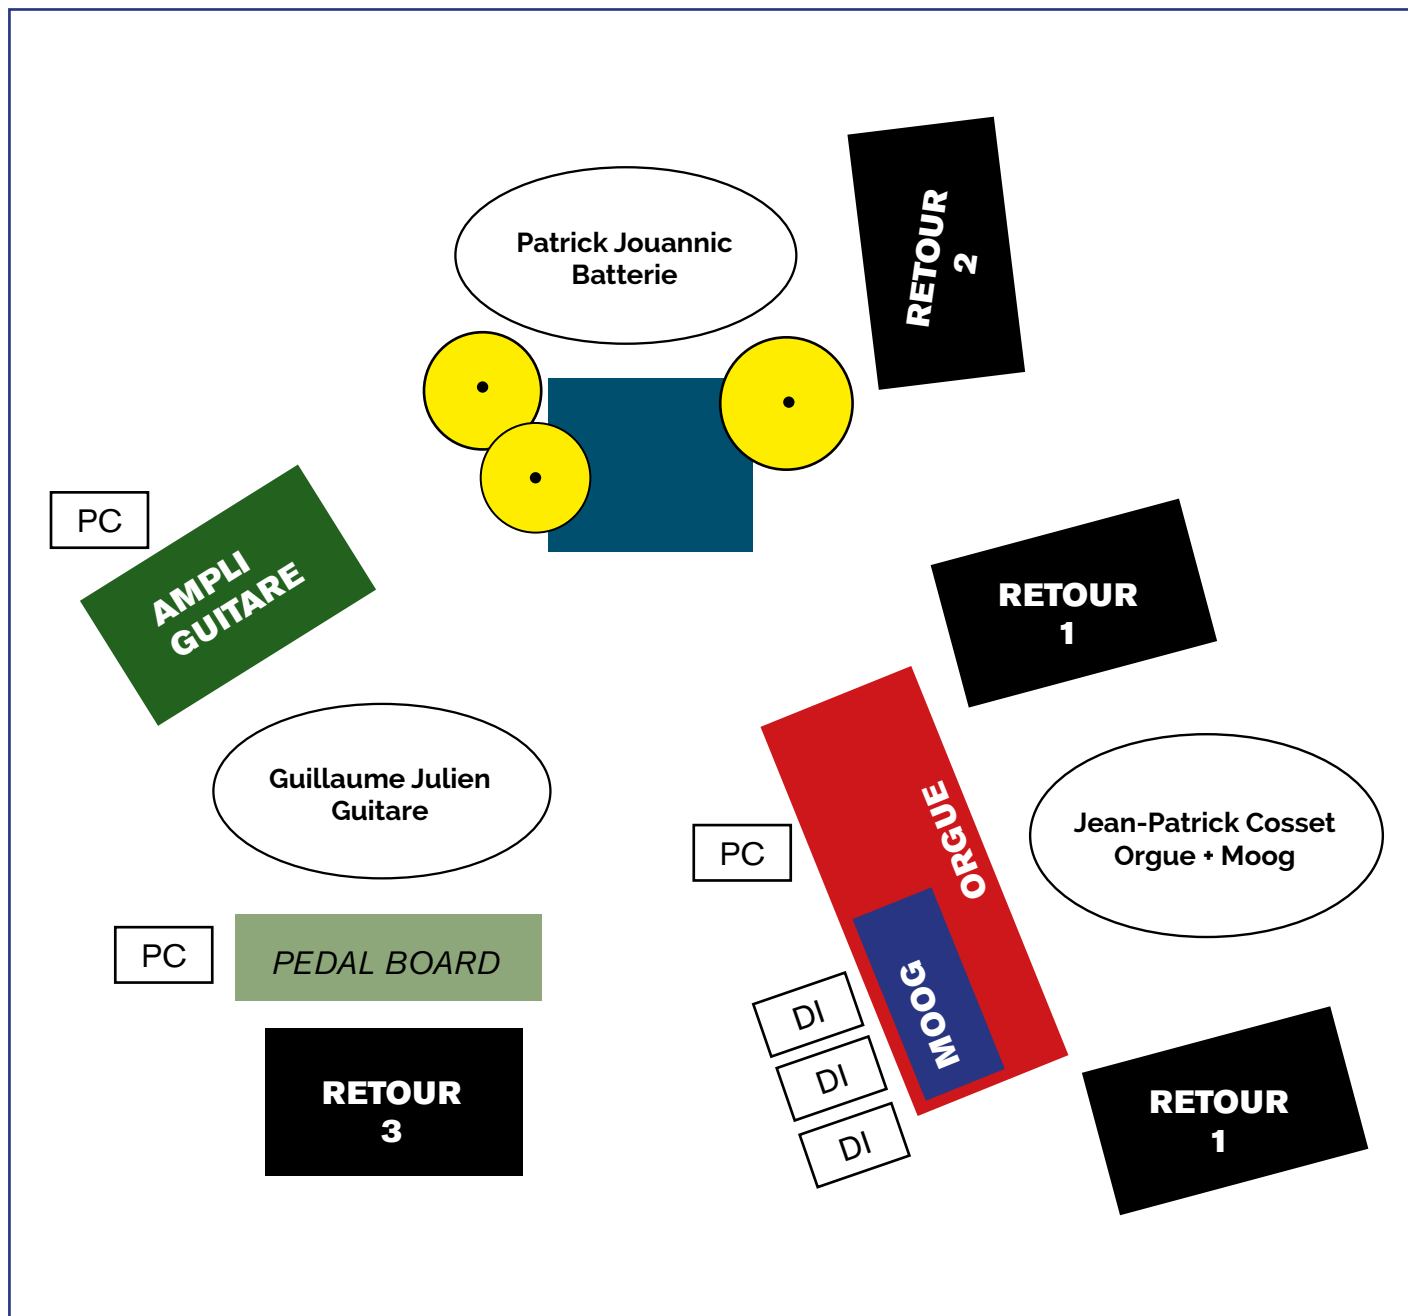 RETOUR
2
Patrick Jouannic
Batterie
PC
AMPLI
GUITARE
RETOUR
1
Guillaume Julien
Guitare
ORGUE
Jean-Patrick Cosset
Orgue + Moog
PC
PC
PEDAL BOARD
MOOG
DI
DI
DI
RETOUR
3
RETOUR
1